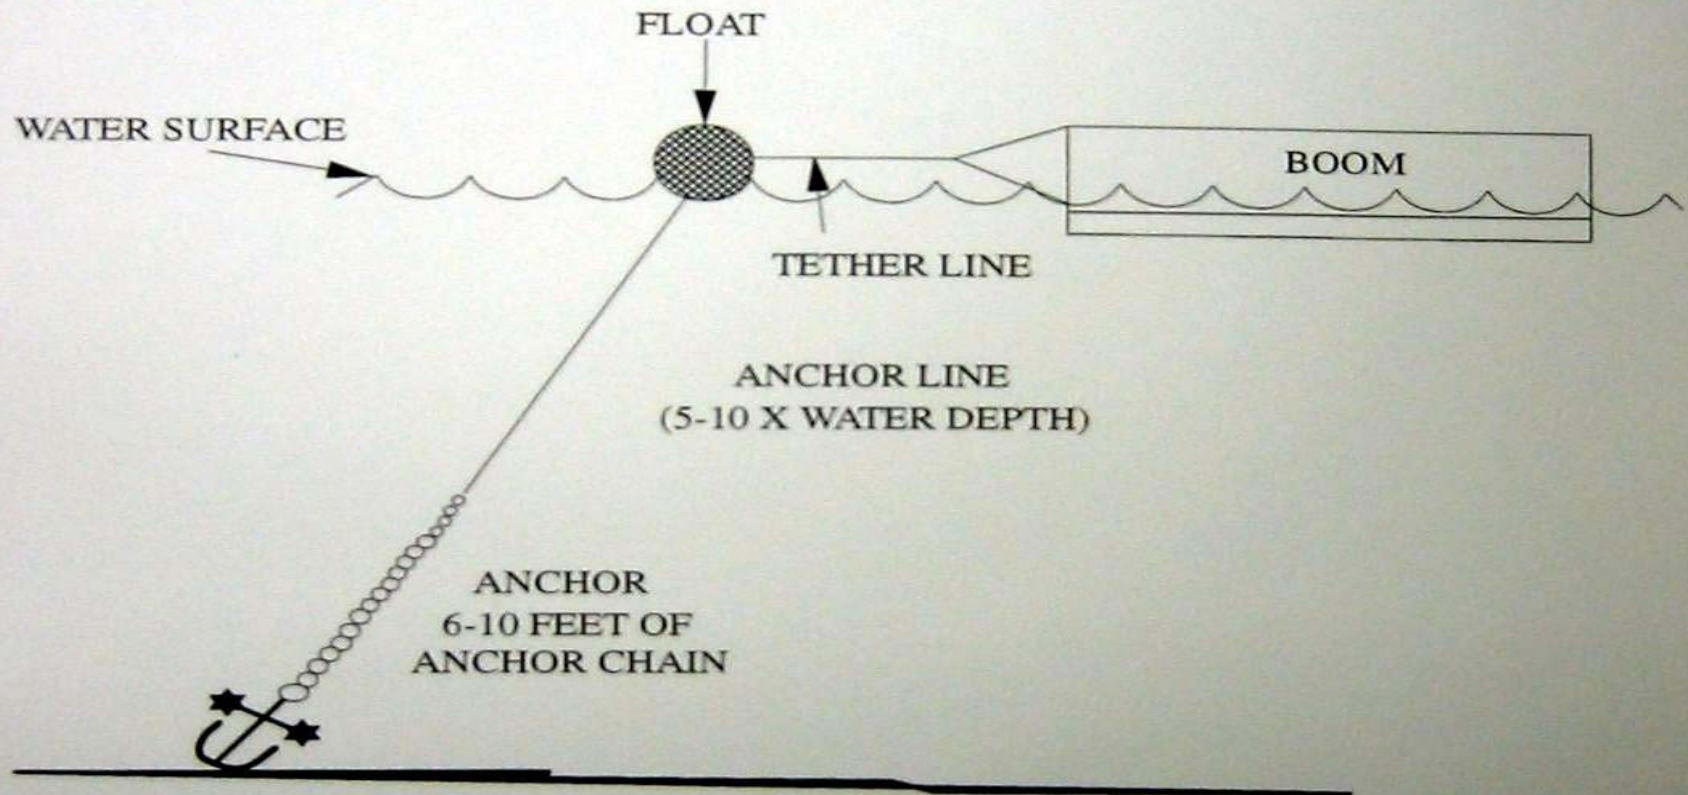 FLOAT
WATER SURFACE
BOOM
TETHER LINE
ANCHOR LINE
(5-10 X WATER DEPTH)
ANCHOR
6-10 FEET OF
ANCHOR CHAIN